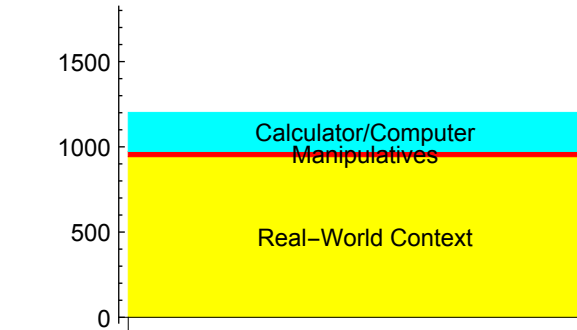 1500
Calculator/Computer
1000
Manipulatives
500
Real−World Context
0